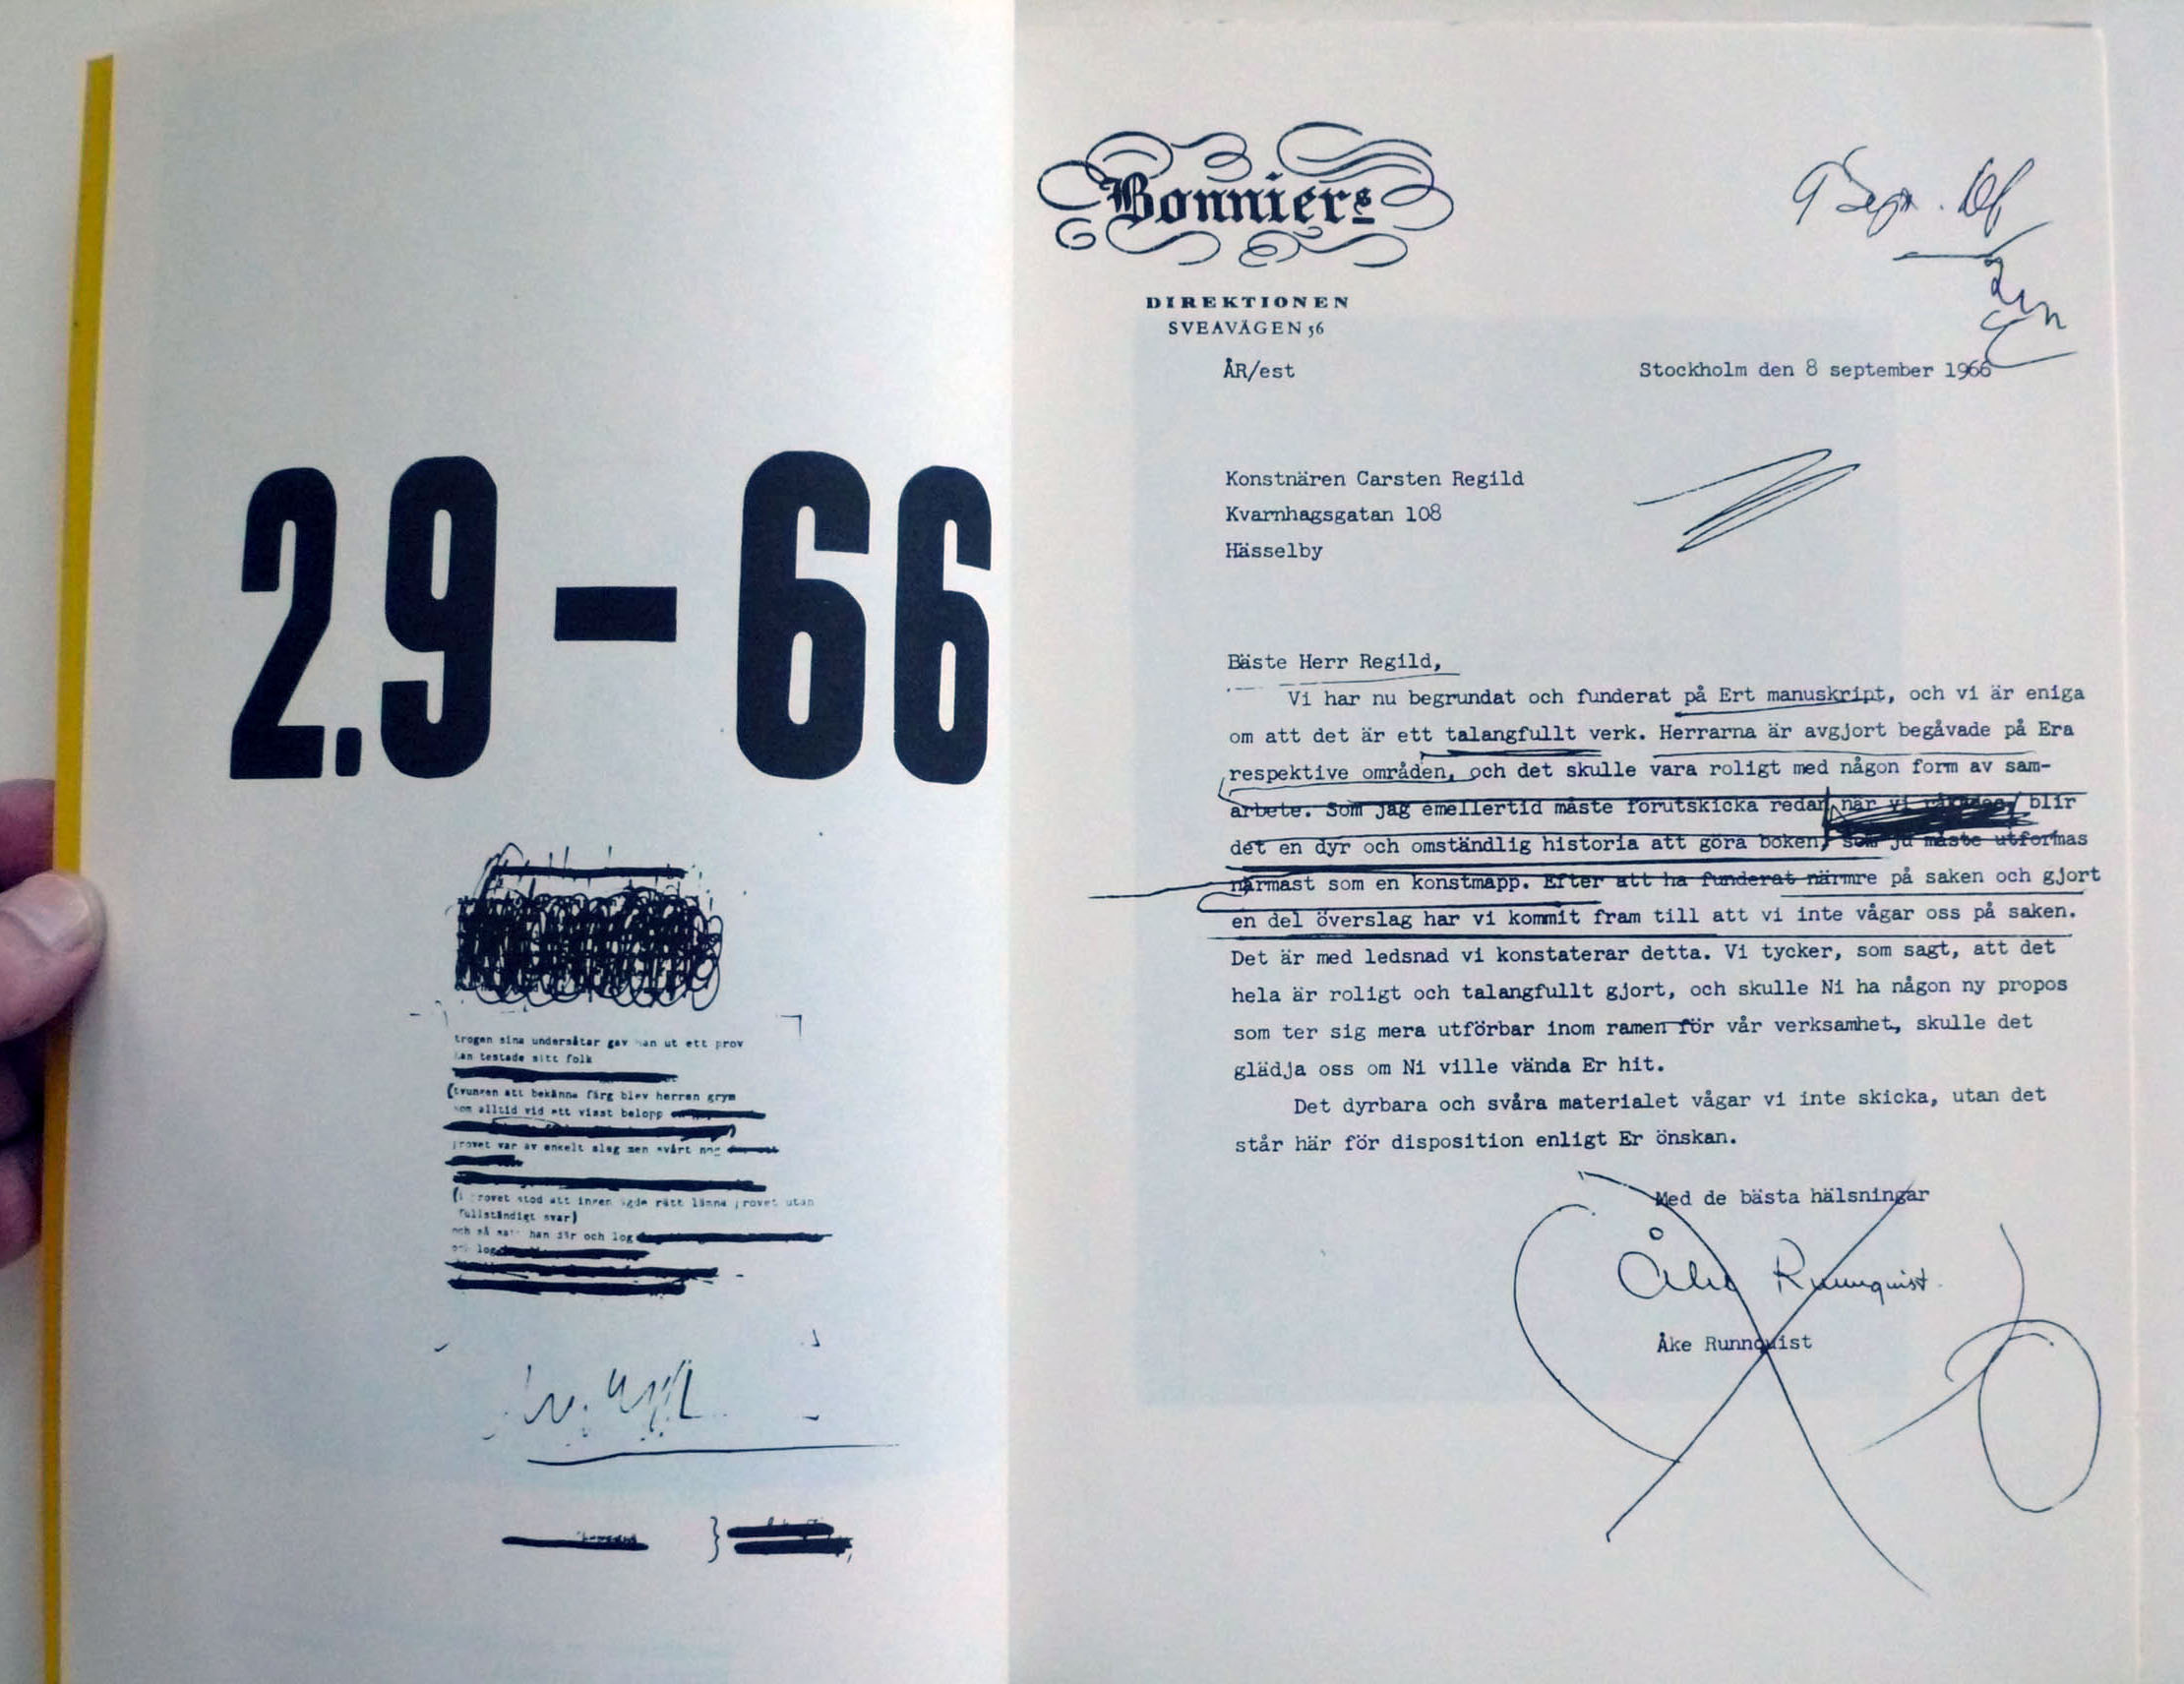 2.9-66
trogen sina undersåtar gav han ut ett prov
han testade sitt folk
(tvungen att bekänna färg blev herren grym
som alltid vid ett visst belopp
provet var av enkelt slag men svårt nog
(i provet stod att ingen ägde rätt lämna provet utan
fullständigt svar)
och så satt han där och log
och log
Bonniers
DIREKTIONEN
SVEAVÄGEN 56
9 Sept. 66
ÅR/est
Stockholm den 8 september 1966
Konstnären Carsten Regild
Kvarnhagsgatan 108
Hässelby
Bäste Herr Regild,
Vi har nu begrundat och funderat på Ert manuskript, och vi är eniga
om att det är ett talangfullt verk. Herrarna är avgjort begåvade på Era
respektive områden, och det skulle vara roligt med någon form av sam-
arbete. Som jag emellertid måste förutskicka redan när vi råkades, blir
det en dyr och omständlig historia att göra boken, som ju måste utformas
närmast som en konstmapp. Efter att ha funderat närmre på saken och gjort
en del överslag har vi kommit fram till att vi inte vågar oss på saken.
Det är med ledsnad vi konstaterar detta. Vi tycker, som sagt, att det
hela är roligt och talangfullt gjort, och skulle Ni ha någon ny propos
som ter sig mera utförbar inom ramen för vår verksamhet, skulle det
glädja oss om Ni ville vända Er hit.
Det dyrbara och svåra materialet vågar vi inte skicka, utan det
står här för disposition enligt Er önskan.
Med de bästa hälsningar
Åke Runnquist
Åke Runnquist